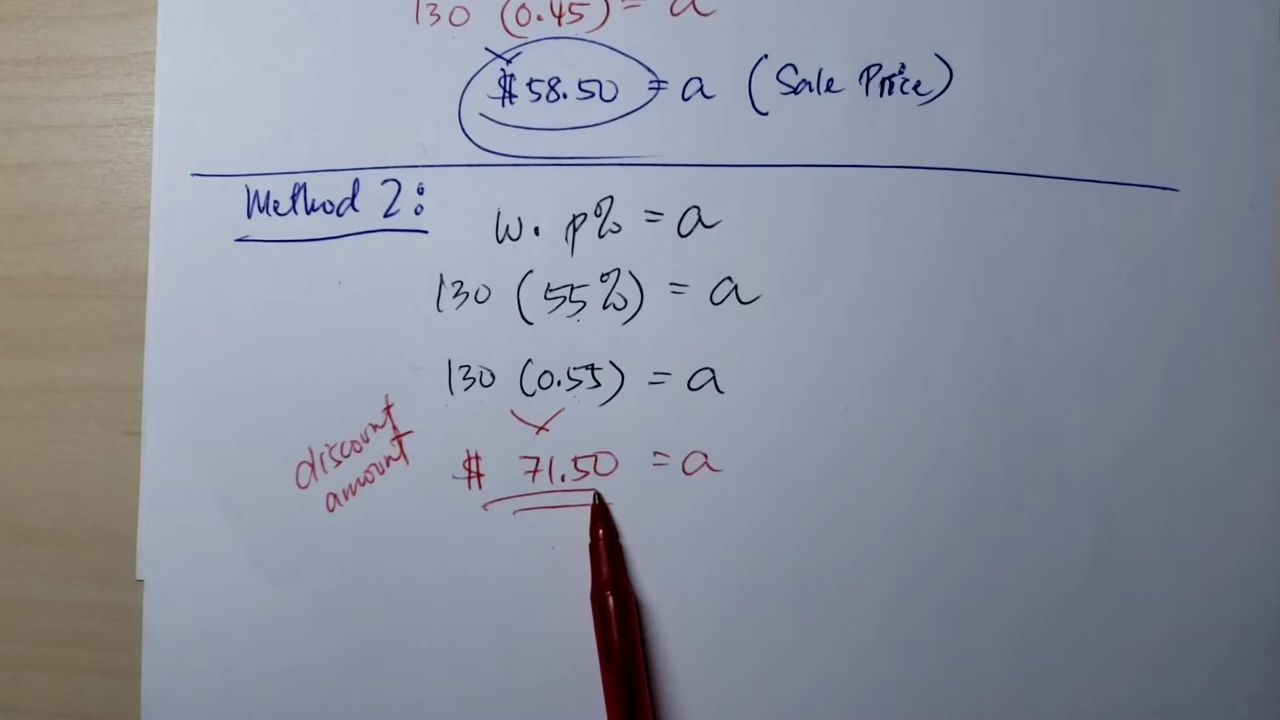 130 (0.45) = a
$58.50 = a (Sale Price)
Method 2:
w. p% = a
130 (55%) = a
130 (0.55) = a
discount
amount
$ 71.50 = a